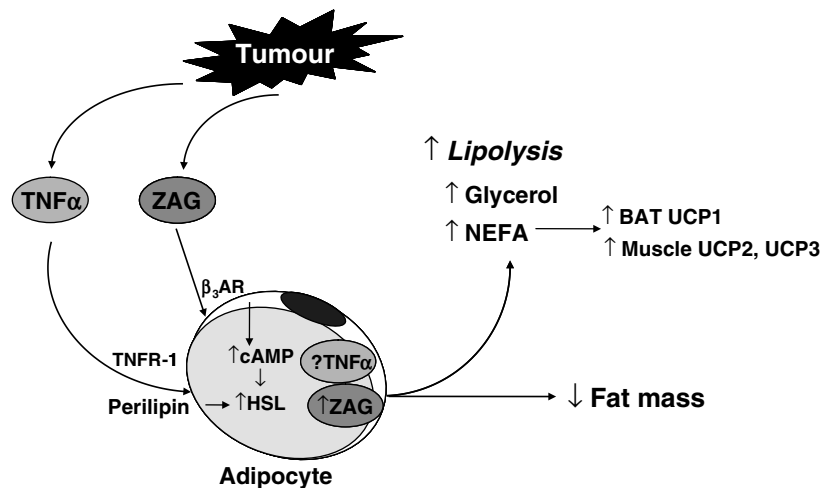 Tumour
TNFα
ZAG
↑ Lipolysis
↑ Glycerol
↑ NEFA
↑ BAT UCP1
↑ Muscle UCP2, UCP3
β₃AR
TNFR-1
↑cAMP
↓
?TNFα
Perilipin
↑HSL
↑ZAG
↓ Fat mass
Adipocyte